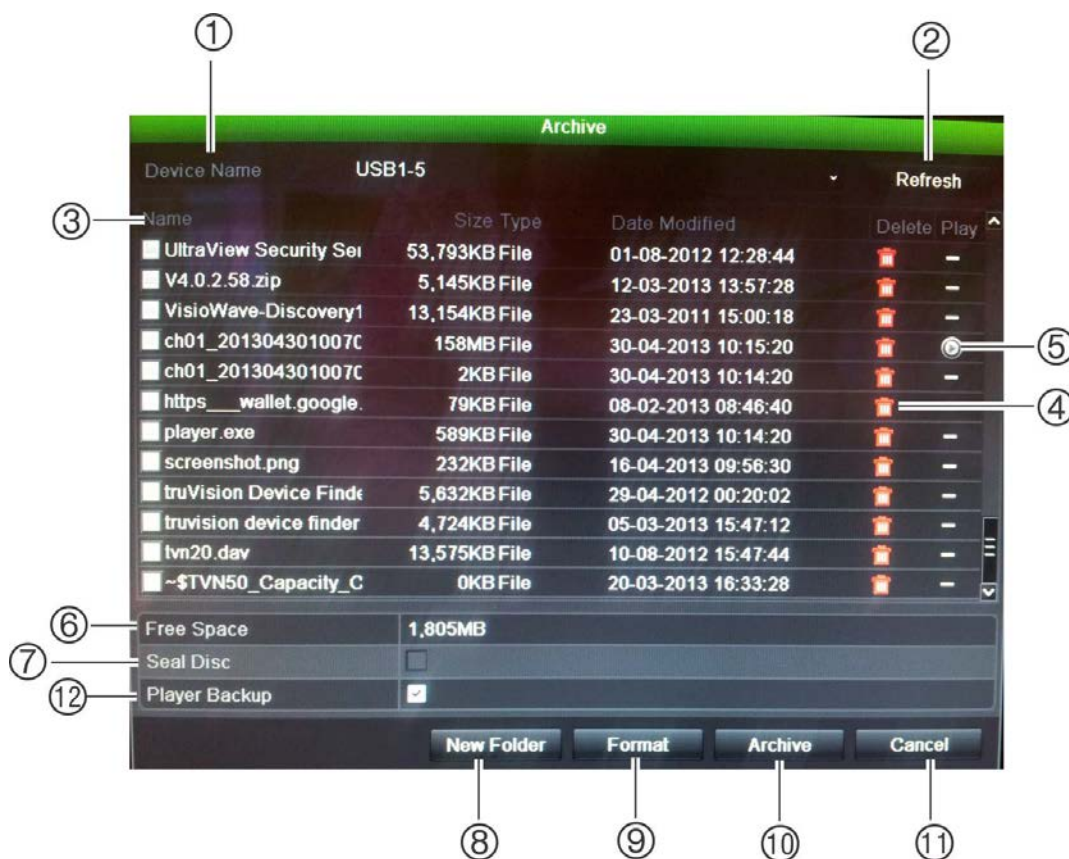 ① ②
Archive
Device Name USB1-5 Refresh
③ Name Size Type Date Modified Delete Play
UltraView Security Ser 53,793KB File 01-08-2012 12:28:44 –
V4.0.2.58.zip 5,145KB File 12-03-2013 13:57:28 –
VisioWave-Discovery1 13,154KB File 23-03-2011 15:00:18 –
ch01_2013043010070 158MB File 30-04-2013 10:15:20 ⑤
ch01_2013043010070 2KB File 30-04-2013 10:14:20 –
https___wallet.google. 79KB File 08-02-2013 08:46:40 ④
player.exe 589KB File 30-04-2013 10:14:20 –
screenshot.png 232KB File 16-04-2013 09:56:30 –
truVision Device Finde 5,632KB File 29-04-2012 00:20:02 –
truvision device finder 4,724KB File 05-03-2013 15:47:12 –
tvn20.dav 13,575KB File 10-08-2012 15:47:44 –
~$TVN50_Capacity_C 0KB File 20-03-2013 16:33:28 –
⑥ Free Space 1,805MB
⑦ Seal Disc
⑫ Player Backup
New Folder Format Archive Cancel
⑧ ⑨ ⑩ ⑪